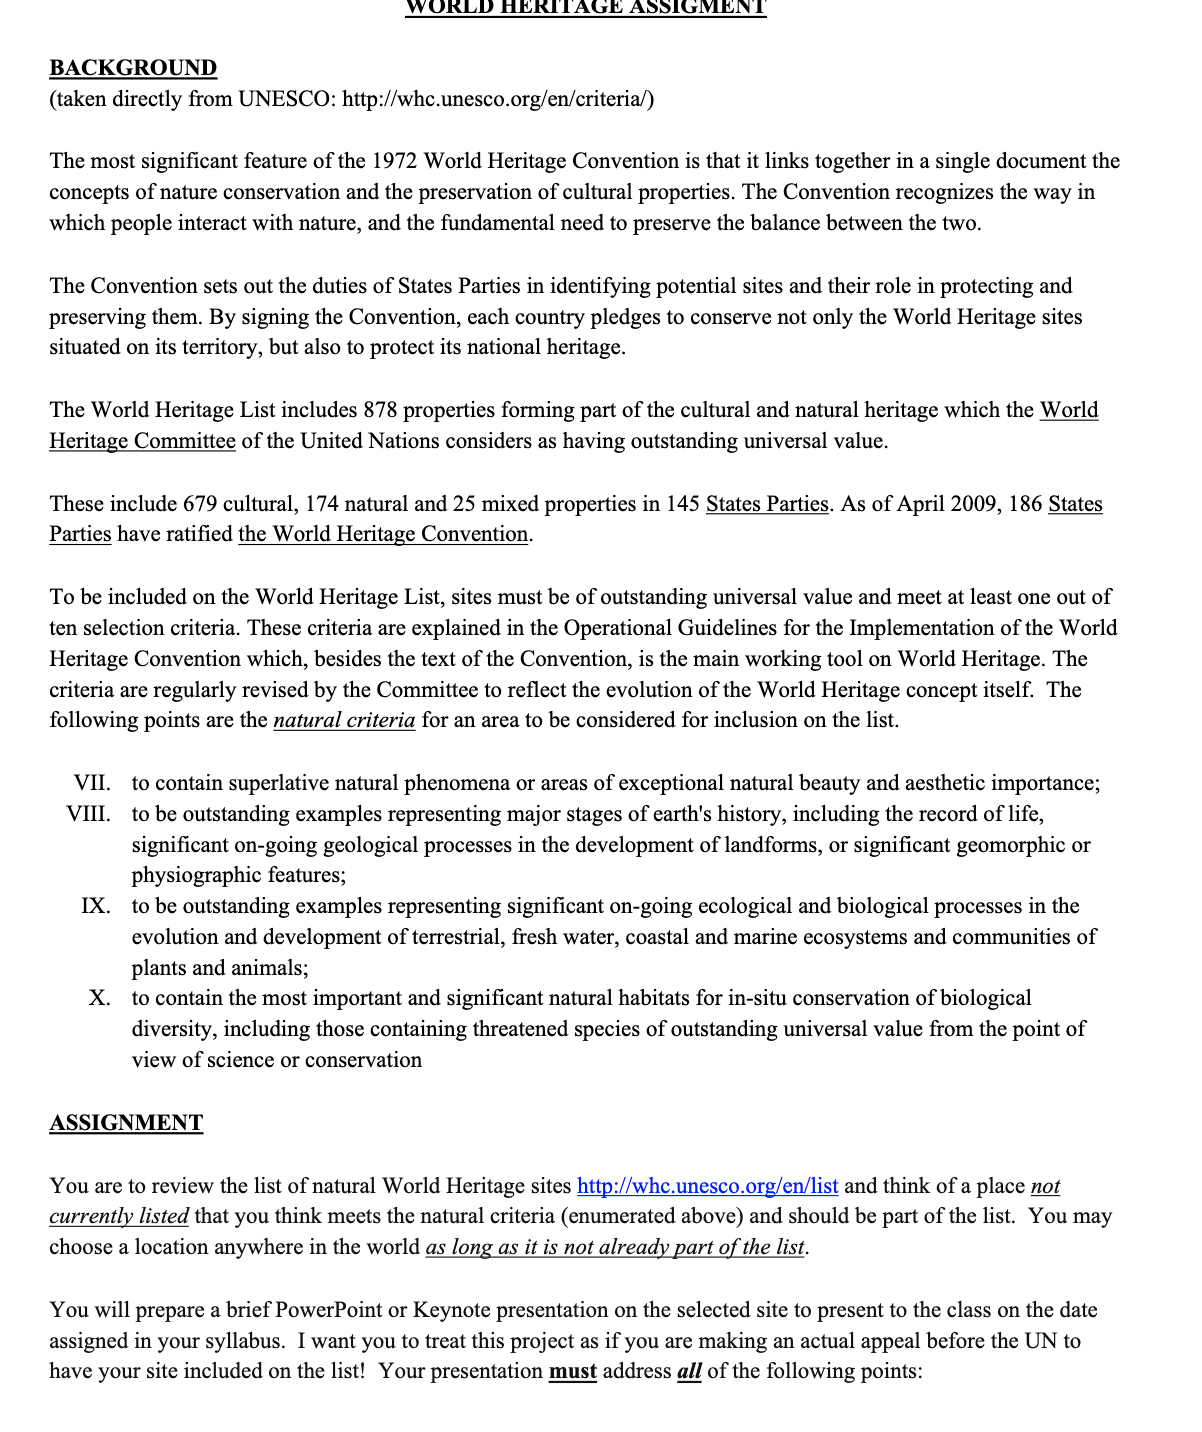 WORLD HERITAGE ASSIGMENT
BACKGROUND
(taken directly from UNESCO: http://whc.unesco.org/en/criteria/)
The most significant feature of the 1972 World Heritage Convention is that it links together in a single document the
concepts of nature conservation and the preservation of cultural properties. The Convention recognizes the way in
which people interact with nature, and the fundamental need to preserve the balance between the two.
The Convention sets out the duties of States Parties in identifying potential sites and their role in protecting and
preserving them. By signing the Convention, each country pledges to conserve not only the World Heritage sites
situated on its territory, but also to protect its national heritage.
The World Heritage List includes 878 properties forming part of the cultural and natural heritage which the World
Heritage Committee of the United Nations considers as having outstanding universal value.
These include 679 cultural, 174 natural and 25 mixed properties in 145 States Parties. As of April 2009, 186 States
Parties have ratified the World Heritage Convention.
To be included on the World Heritage List, sites must be of outstanding universal value and meet at least one out of
ten selection criteria. These criteria are explained in the Operational Guidelines for the Implementation of the World
Heritage Convention which, besides the text of the Convention, is the main working tool on World Heritage. The
criteria are regularly revised by the Committee to reflect the evolution of the World Heritage concept itself.  The
following points are the natural criteria for an area to be considered for inclusion on the list.
VII. to contain superlative natural phenomena or areas of exceptional natural beauty and aesthetic importance;
VIII. to be outstanding examples representing major stages of earth's history, including the record of life,
significant on-going geological processes in the development of landforms, or significant geomorphic or
physiographic features;
IX. to be outstanding examples representing significant on-going ecological and biological processes in the
evolution and development of terrestrial, fresh water, coastal and marine ecosystems and communities of
plants and animals;
X. to contain the most important and significant natural habitats for in-situ conservation of biological
diversity, including those containing threatened species of outstanding universal value from the point of
view of science or conservation
ASSIGNMENT
You are to review the list of natural World Heritage sites http://whc.unesco.org/en/list and think of a place not
currently listed that you think meets the natural criteria (enumerated above) and should be part of the list.  You may
choose a location anywhere in the world as long as it is not already part of the list.
You will prepare a brief PowerPoint or Keynote presentation on the selected site to present to the class on the date
assigned in your syllabus.  I want you to treat this project as if you are making an actual appeal before the UN to
have your site included on the list!  Your presentation must address all of the following points: